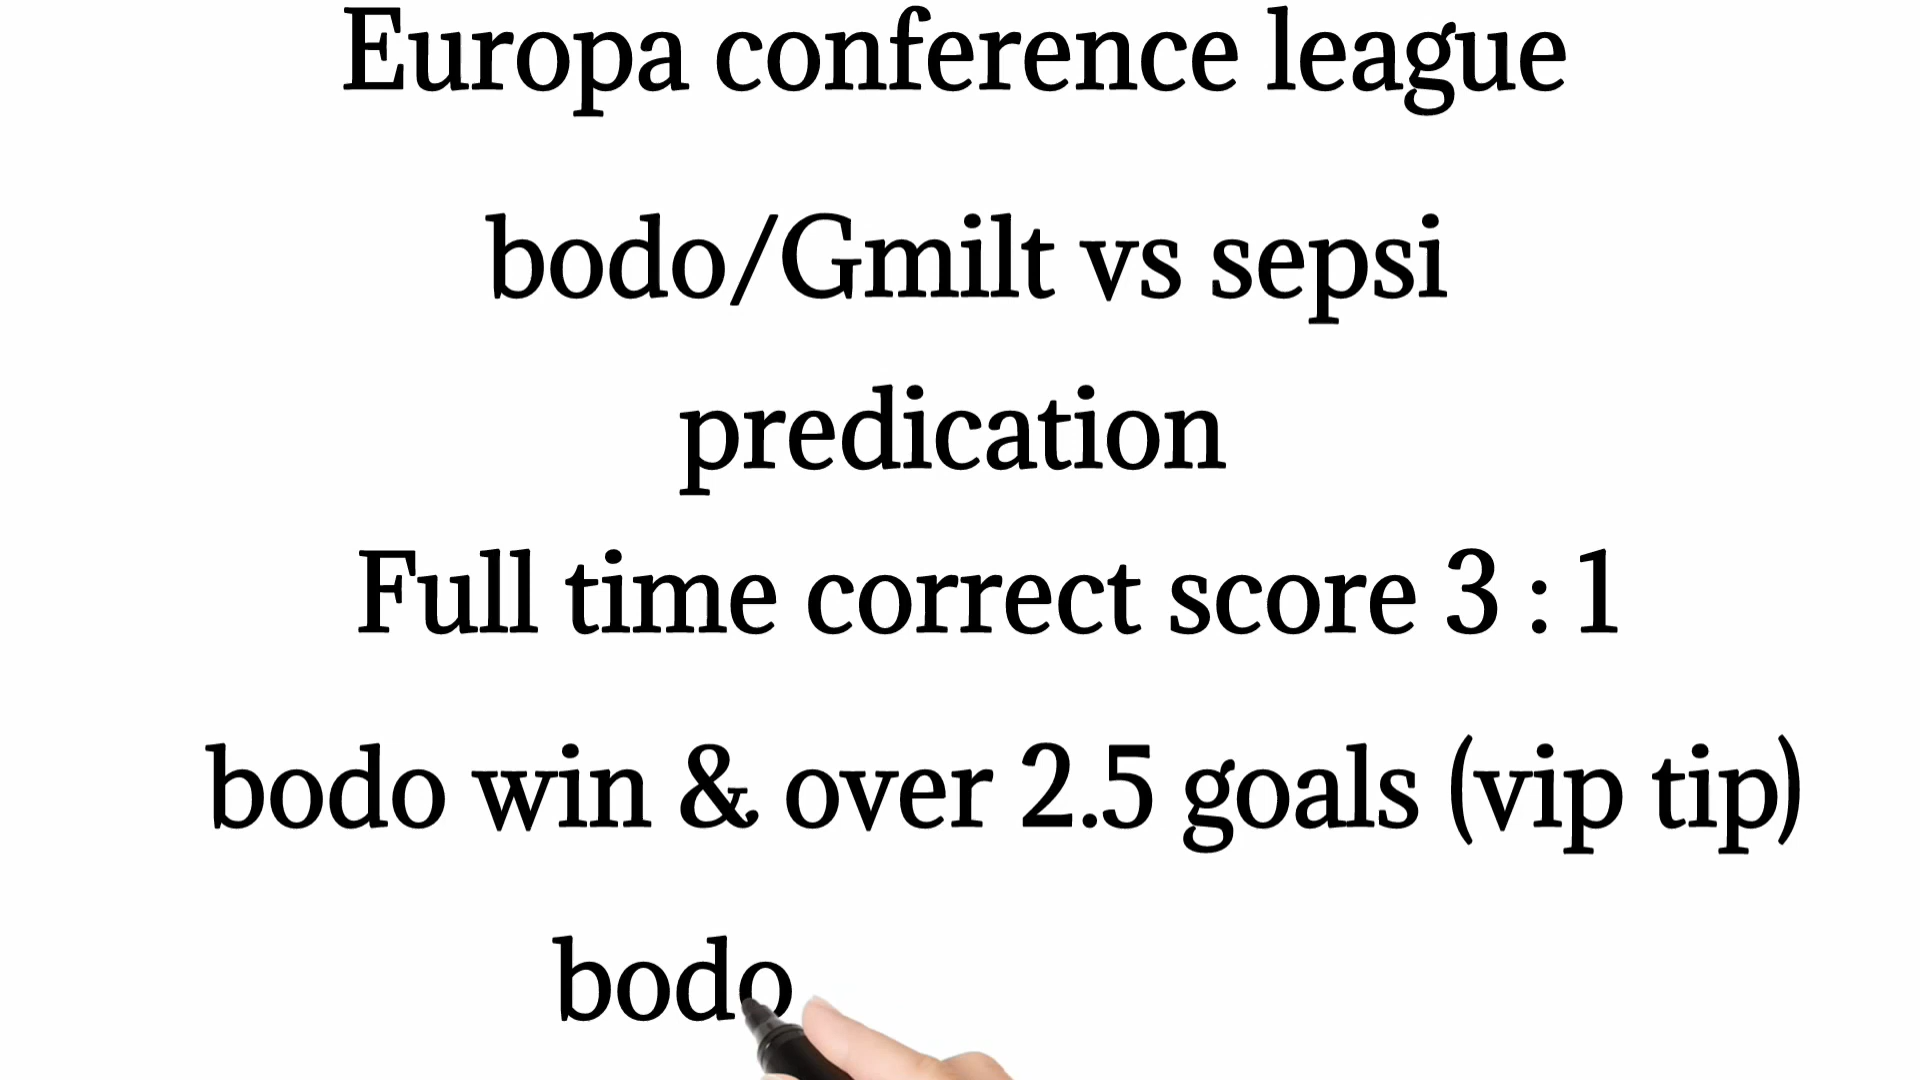 Europa conference league
bodo/Gmilt vs sepsi
predication
Full time correct score 3 : 1
bodo win & over 2.5 goals (vip tip)
bodo